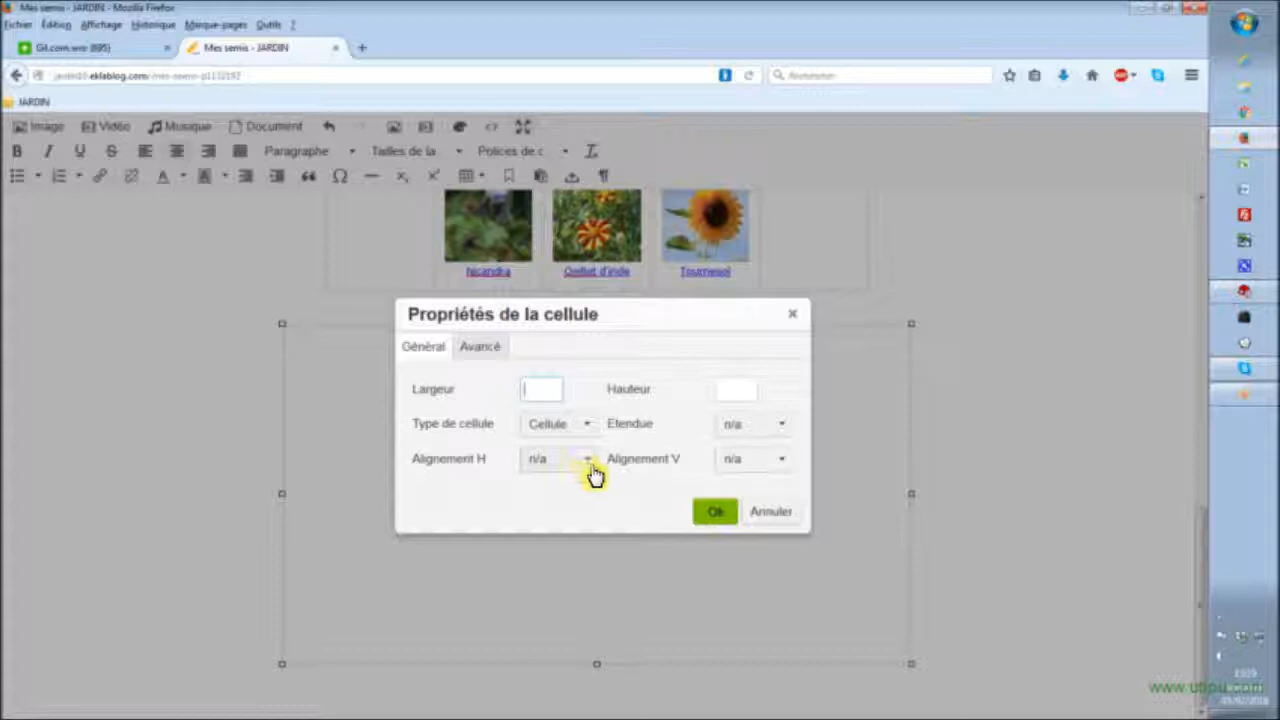 Mes semis - JARDIN - Mozilla Firefox
Fichier Édition Affichage Historique Marque-pages Outils ?
Mes semis - JARDIN
Rechercher
JARDIN
Image Vidéo Musique Document
Paragraphe Tailles de la Polices de c
Nicandra Oeillet d'inde Tournesol
Propriétés de la cellule
Général Avancé
Largeur Hauteur
Type de cellule Cellule Etendue n/a
Alignement H n/a Alignement V n/a
Ok Annuler
www.utipu.com